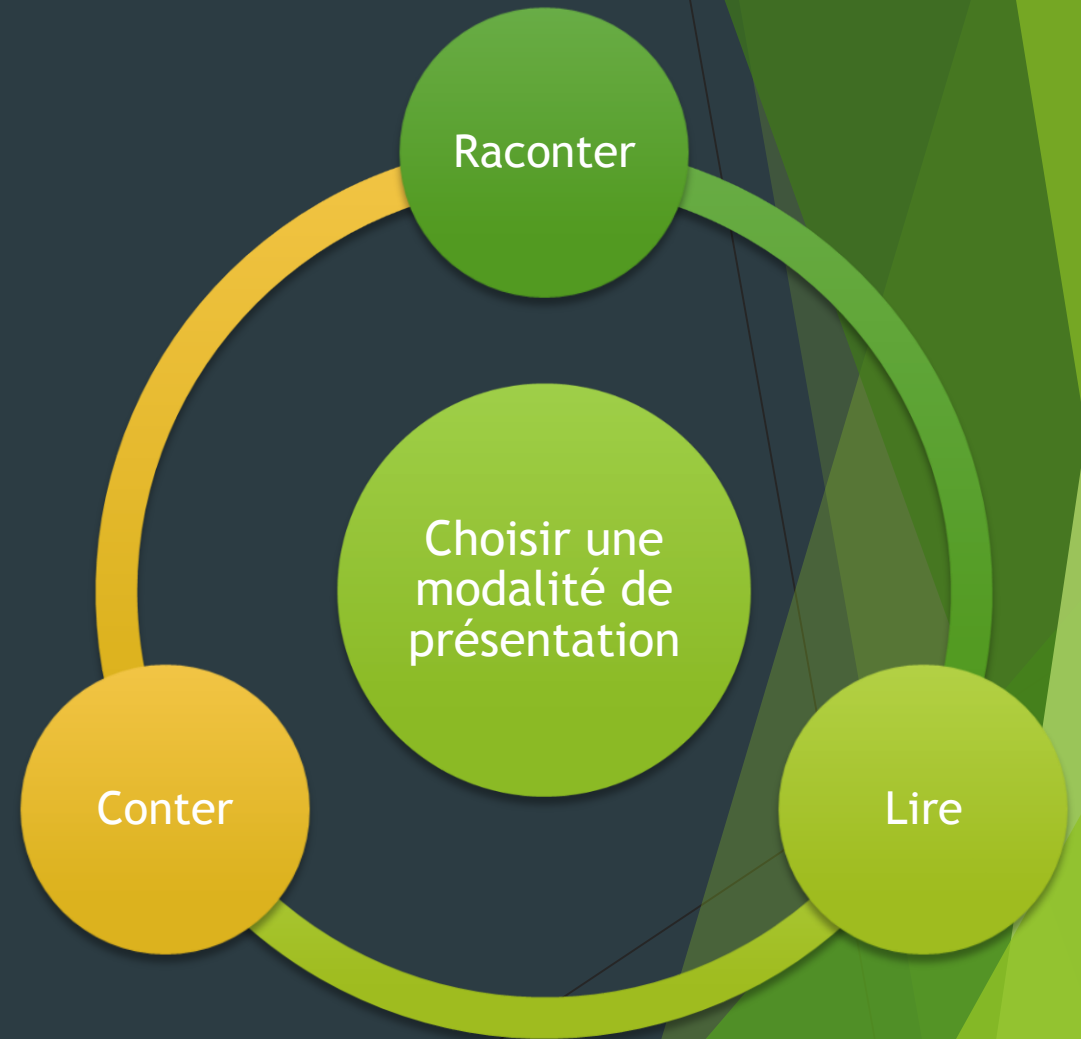 Raconter
Choisir une
modalité de
présentation
Conter
Lire